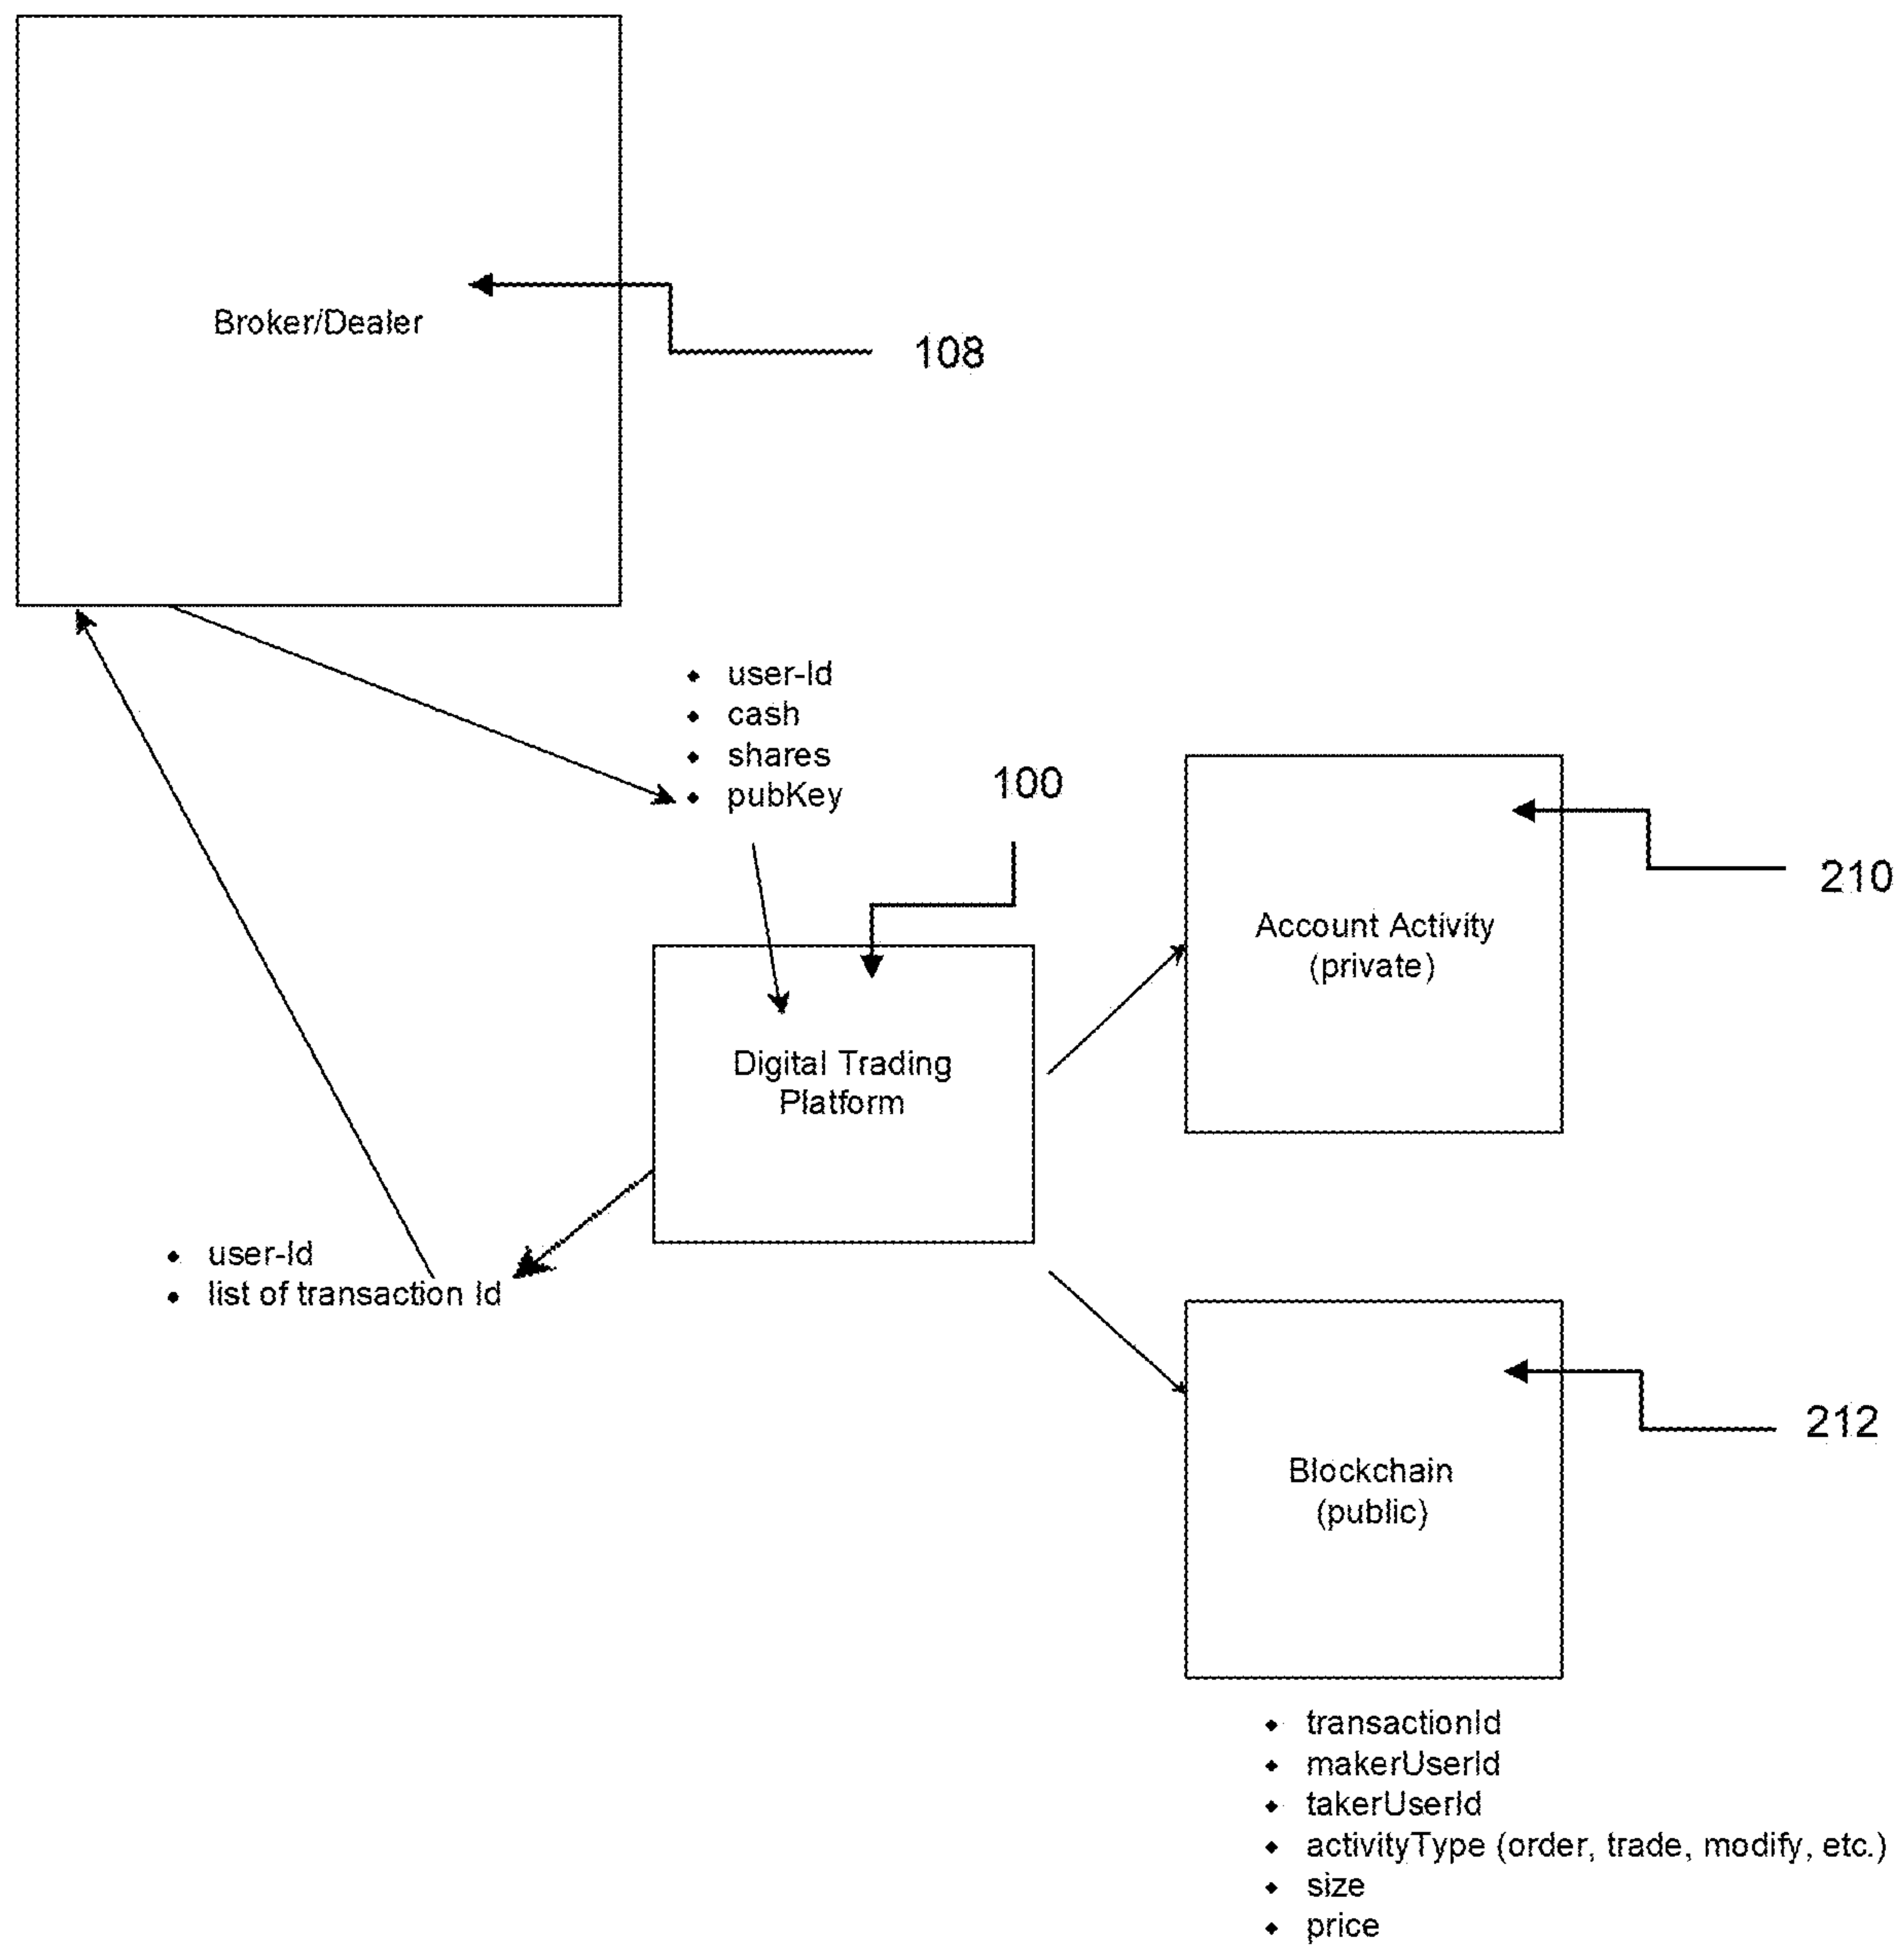 Broker/Dealer
108
• user-Id
• cash
• shares
• pubKey
100
210
Account Activity
(private)
Digital Trading
Platform
• user-Id
• list of transaction Id
212
Blockchain
(public)
• transactionId
• makerUserId
• takerUserId
• activityType (order, trade, modify, etc.)
• size
• price